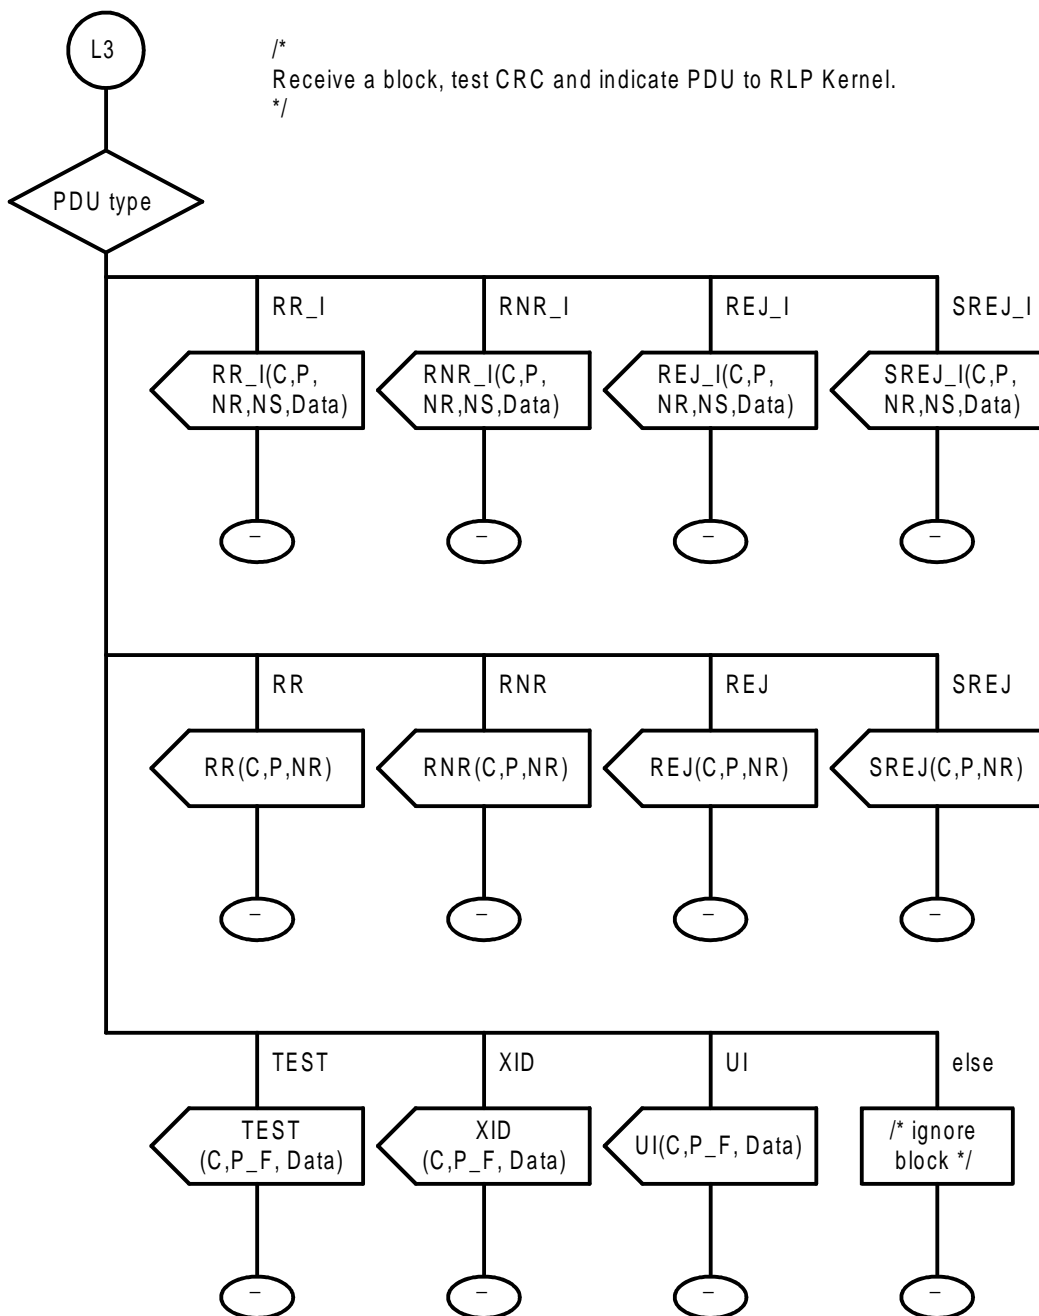 L3
/*
Receive a block, test CRC and indicate PDU to RLP Kernel.
*/
PDU type
RR_I
RNR_I
REJ_I
SREJ_I
RR_I(C,P,
NR,NS,Data)
RNR_I(C,P,
NR,NS,Data)
REJ_I(C,P,
NR,NS,Data)
SREJ_I(C,P,
NR,NS,Data)
–
–
–
–
RR
RNR
REJ
SREJ
RR(C,P,NR)
RNR(C,P,NR)
REJ(C,P,NR)
SREJ(C,P,NR)
–
–
–
–
TEST
XID
UI
else
TEST
(C,P_F, Data)
XID
(C,P_F, Data)
UI(C,P_F, Data)
/* ignore
block */
–
–
–
–